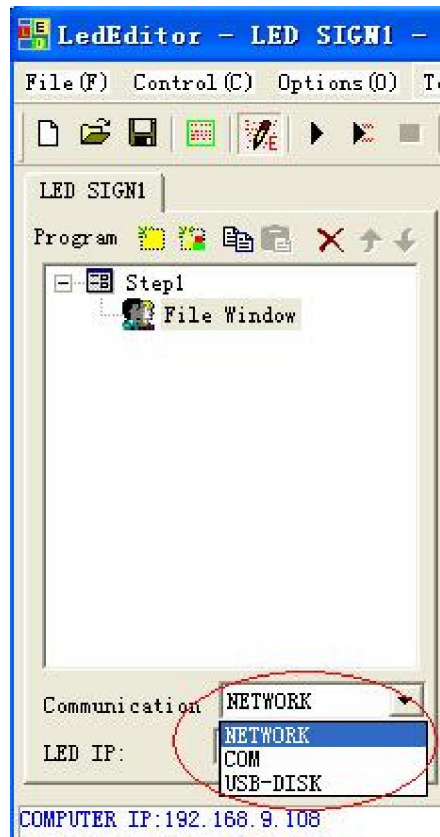 LedEditor - LED SIGN1 -
File(F) Control(C) Options(O)
LED SIGN1
Program
Step1
File Window
Communication NETWORK
NETWORK
LED IP:
COM
USB-DISK
COMPUTER IP:192.168.9.108